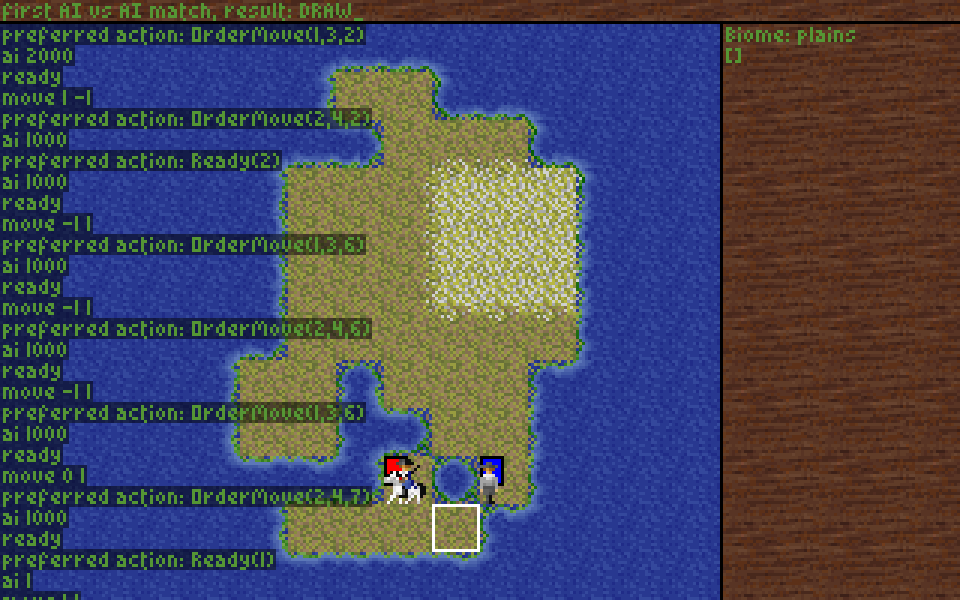 first AI vs AI match, result: DRAW_
preferred action: OrderMove(1,3,2)
ai 2000
ready
move 1 -1
preferred action: OrderMove(2,4,2)
ai 1000
preferred action: Ready(2)
ai 1000
ready
move -1 1
preferred action: OrderMove(1,3,6)
ai 1000
ready
move -1 1
preferred action: OrderMove(2,4,6)
ai 1000
ready
move -1 1
preferred action: OrderMove(1,3,6)
ai 1000
ready
move 0 1
preferred action: OrderMove(2,4,7)
ai 1000
ready
preferred action: Ready(1)
ai 1
Biome: plains
[]